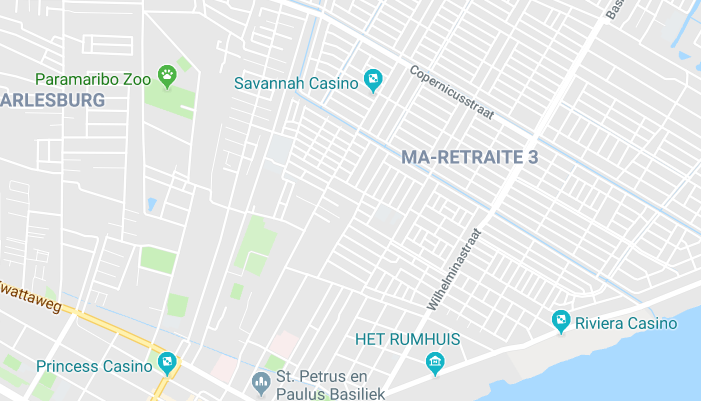 Bas
Paramaribo Zoo
Savannah Casino
Copernicusstraat
ARLESBURG
MA-RETRAITE 3
Wilhelminastraat
wattaweg
Riviera Casino
HET RUMHUIS
Princess Casino
St. Petrus en
Paulus Basiliek